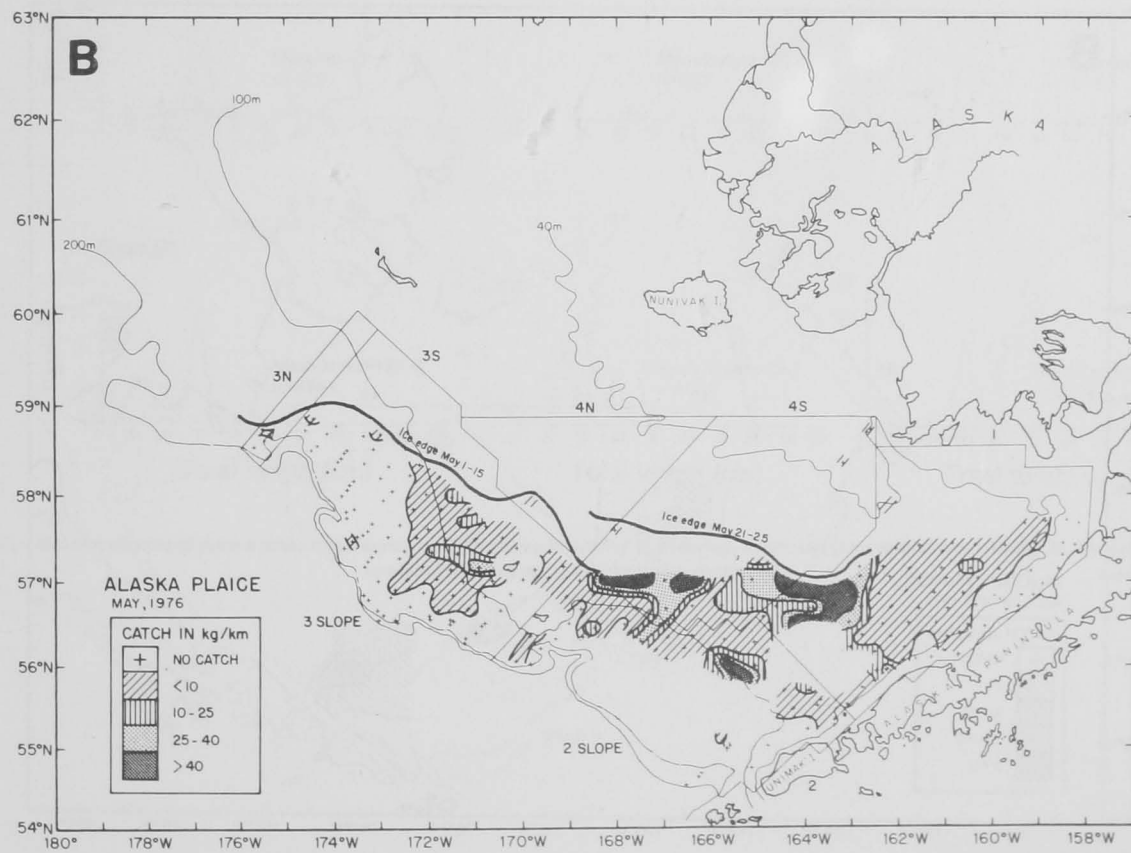 B
63°N
62°N
61°N
60°N
59°N
58°N
57°N
56°N
55°N
54°N
100m
200m
40m
ALASKA
NUNIVAK I.
3N
3S
4N
4S
Ice edge May 1-15
Ice edge May 21-25
ALASKA PLAICE
MAY, 1976
CATCH IN kg/km
+ NO CATCH
<10
10-25
25-40
>40
3 SLOPE
2 SLOPE
ALASKA PENINSULA
UNIMAK I.
2
180° 178°W 176°W 174°W 172°W 170°W 168°W 166°W 164°W 162°W 160°W 158°W